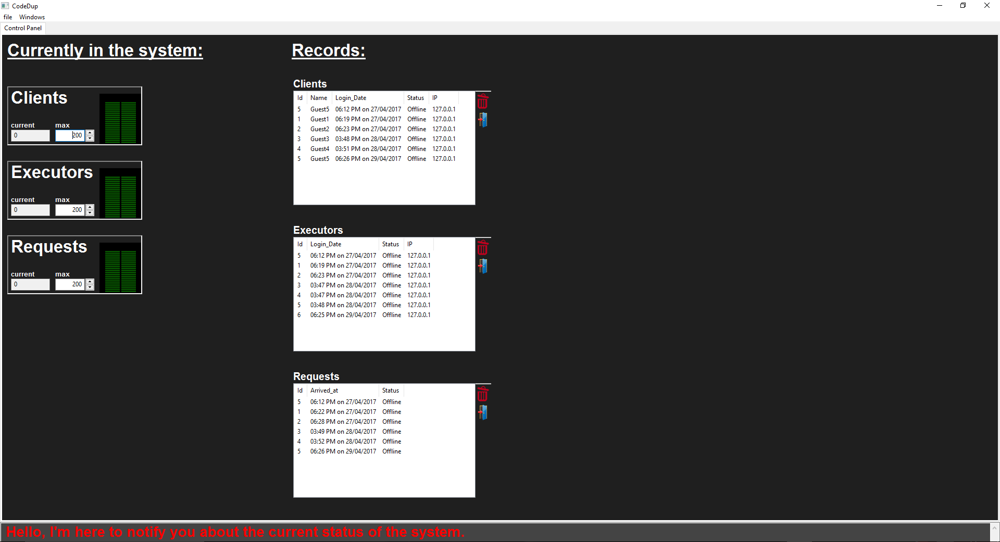 CodeDup
file Windows
Control Panel
Currently in the system:
Clients
current max
0 200
Executors
current max
0 200
Requests
current max
0 200
Records:
Clients
Id Name Login_Date Status IP
5 Guest5 06:12 PM on 27/04/2017 Offline 127.0.0.1
1 Guest1 06:19 PM on 27/04/2017 Offline 127.0.0.1
2 Guest2 06:23 PM on 27/04/2017 Offline 127.0.0.1
3 Guest3 03:48 PM on 28/04/2017 Offline 127.0.0.1
4 Guest4 03:51 PM on 28/04/2017 Offline 127.0.0.1
5 Guest5 06:26 PM on 29/04/2017 Offline 127.0.0.1
Executors
Id Login_Date Status IP
5 06:12 PM on 27/04/2017 Offline 127.0.0.1
1 06:19 PM on 27/04/2017 Offline 127.0.0.1
2 06:23 PM on 27/04/2017 Offline 127.0.0.1
3 03:47 PM on 28/04/2017 Offline 127.0.0.1
4 03:47 PM on 28/04/2017 Offline 127.0.0.1
5 03:48 PM on 28/04/2017 Offline 127.0.0.1
6 06:25 PM on 29/04/2017 Offline 127.0.0.1
Requests
Id Arrived_at Status
5 06:12 PM on 27/04/2017 Offline
1 06:22 PM on 27/04/2017 Offline
2 06:28 PM on 27/04/2017 Offline
3 03:49 PM on 28/04/2017 Offline
4 03:52 PM on 28/04/2017 Offline
5 06:26 PM on 29/04/2017 Offline
Hello, I'm here to notify you about the current status of the system.